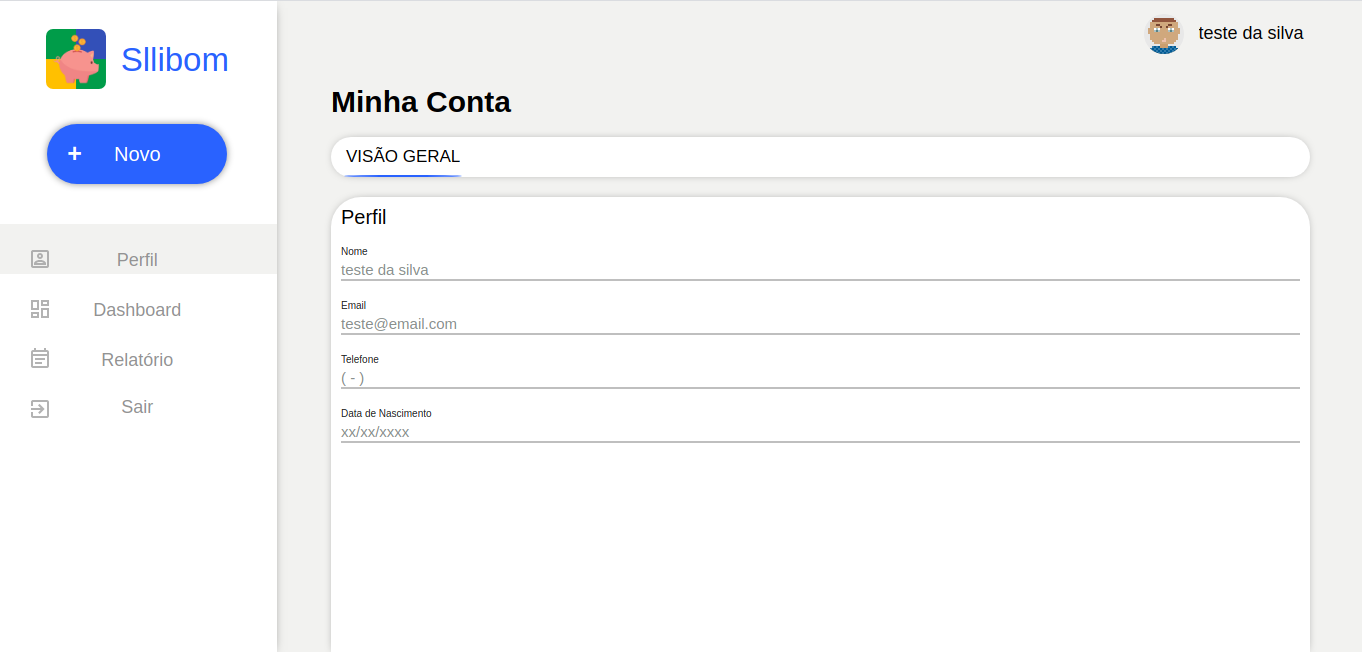 Sllibom
+ Novo
Perfil
Dashboard
Relatório
Sair
teste da silva
Minha Conta
VISÃO GERAL
Perfil
Nome
teste da silva
Email
teste@email.com
Telefone
( - )
Data de Nascimento
xx/xx/xxxx